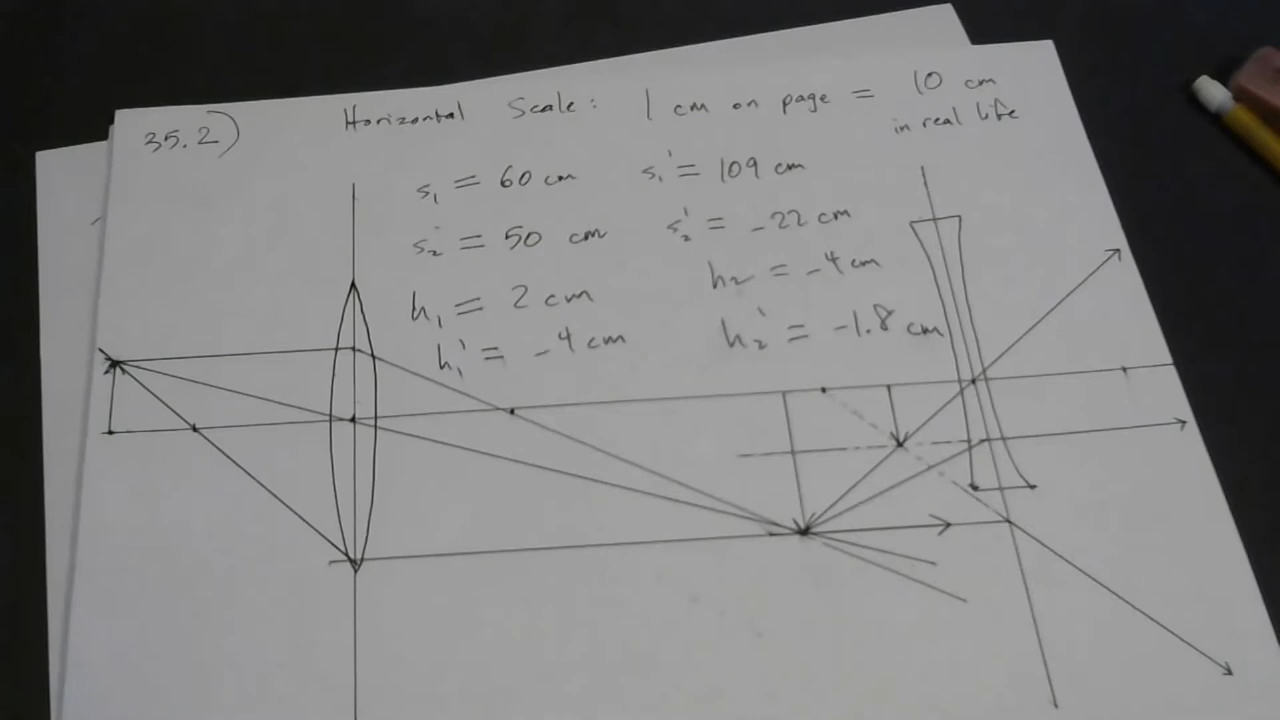 35.2)
Horizontal Scale: 1 cm on page = 10 cm
in real life
s₁ = 60 cm s₁' = 109 cm
s₂ = 50 cm s₂' = -22 cm
h₁ = 2 cm h₂ = -4 cm
h₁' = -4 cm h₂' = -1.8 cm